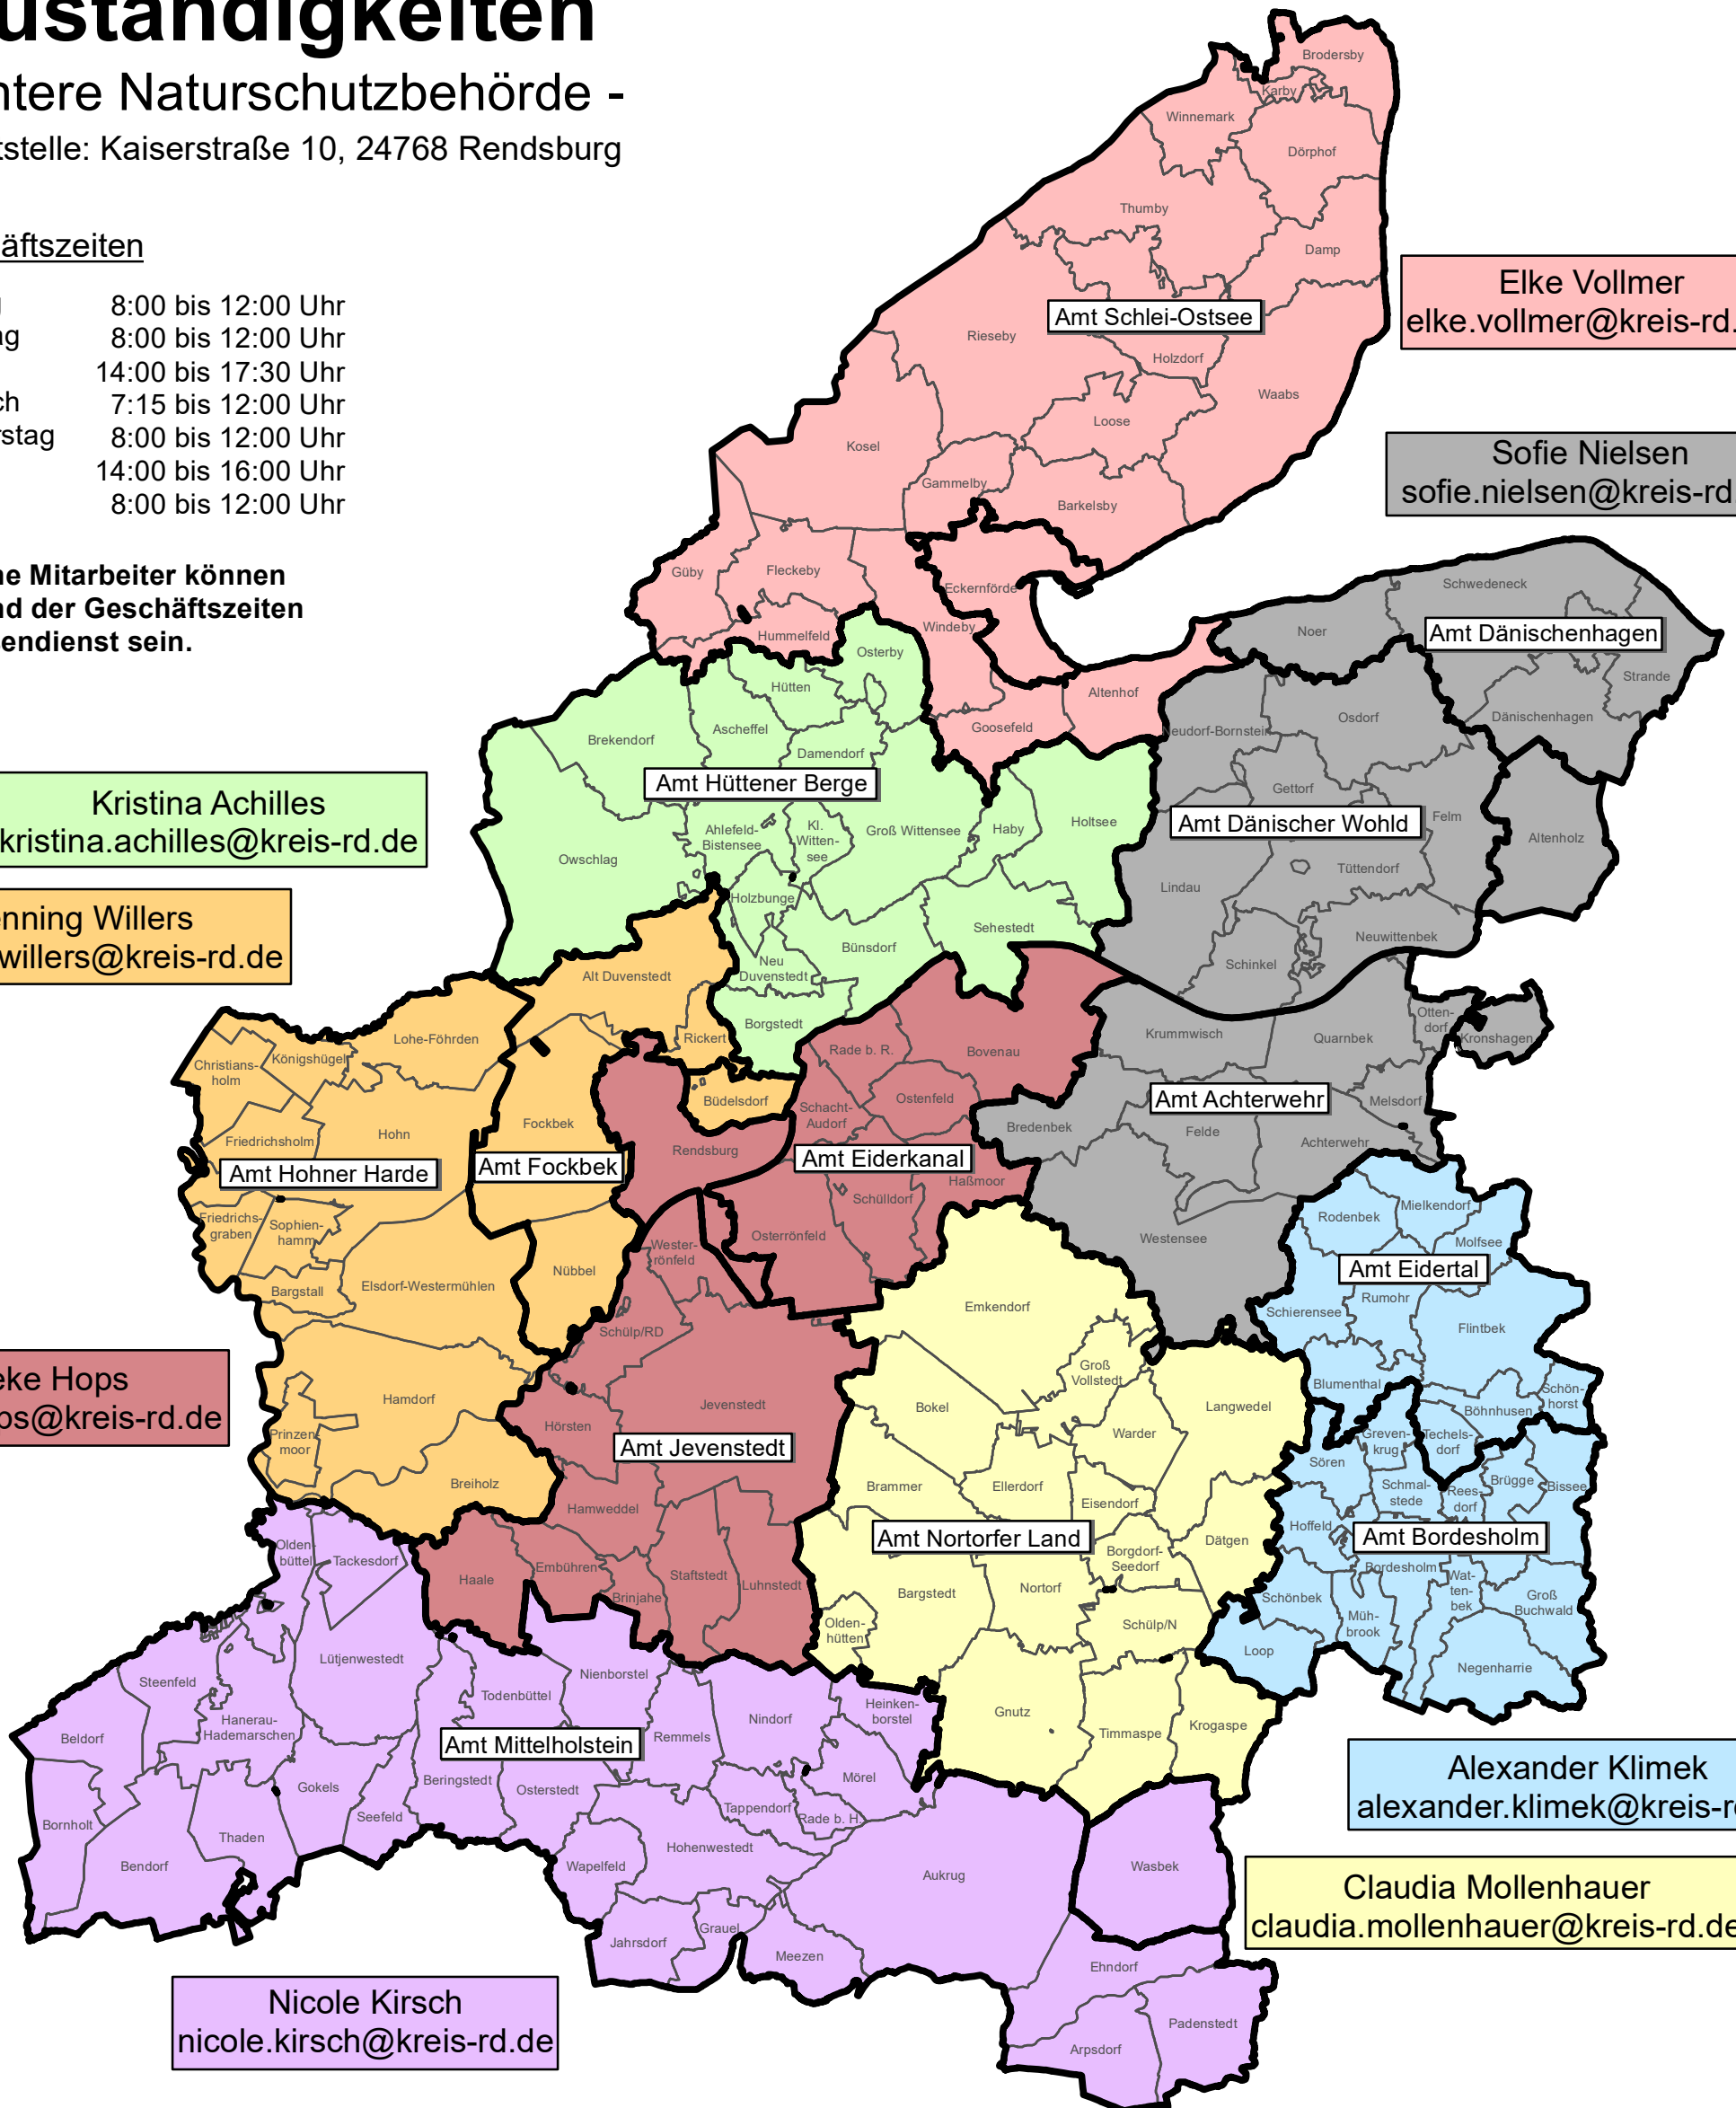 uständigkeiten
ntere Naturschutzbehörde -
tstelle: Kaiserstraße 10, 24768 Rendsburg
äftszeiten
g 8:00 bis 12:00 Uhr
ag 8:00 bis 12:00 Uhr
14:00 bis 17:30 Uhr
ch 7:15 bis 12:00 Uhr
rstag 8:00 bis 12:00 Uhr
14:00 bis 16:00 Uhr
8:00 bis 12:00 Uhr
ne Mitarbeiter können
nd der Geschäftszeiten
sendienst sein.
Brodersby
Karby
Winnemark
Dörphof
Thumby
Damp
Amt Schlei-Ostsee
Rieseby
Holzdorf
Waabs
Loose
Kosel
Gammelby
Barkelsby
Güby
Fleckeby
Eckernförde
Hummelfeld
Windeby
Altenhof
Goosefeld
Elke Vollmer
elke.vollmer@kreis-rd.
Sofie Nielsen
sofie.nielsen@kreis-rd
Schwedeneck
Noer
Amt Dänischenhagen
Strande
Dänischenhagen
Osdorf
Neudorf-Bornstein
Gettorf
Amt Dänischer Wohld
Felm
Altenholz
Tüttendorf
Lindau
Neuwittenbek
Schinkel
Osterby
Hütten
Ascheffel
Brekendorf
Damendorf
Amt Hüttener Berge
Ahlefeld-
Bistensee
Kl.
Witten-
see
Groß Wittensee
Haby
Holtsee
Owschlag
Holzbunge
Sehestedt
Bünsdorf
Neu
Duvenstedt
Borgstedt
Kristina Achilles
kristina.achilles@kreis-rd.de
enning Willers
willers@kreis-rd.de
Alt Duvenstedt
Rickert
Lohe-Föhrden
Königshügel
Christians-
holm
Büdelsdorf
Fockbek
Hohn
Friedrichsholm
Amt Hohner Harde
Amt Fockbek
Friedrichs-
graben
Sophien-
hamm
Bargstall
Elsdorf-Westermühlen
Nübbel
Hamdorf
Prinzen-
moor
Breiholz
Rade b. R.
Bovenau
Ostenfeld
Schacht-
Audorf
Rendsburg
Amt Eiderkanal
Haßmoor
Schülldorf
Osterrönfeld
Wester-
rönfeld
Schülp/RD
Jevenstedt
Hörsten
Amt Jevenstedt
Hamweddel
Embühren
Haale
Brinjahe
Staftstedt
Luhnstedt
eke Hops
ps@kreis-rd.de
Krummwisch
Quarnbek
Otten-
dorf
Kronshagen
Amt Achterwehr
Melsdorf
Bredenbek
Felde
Achterwehr
Westensee
Rodenbek
Mielkendorf
Molfsee
Amt Eidertal
Rumohr
Schierensee
Flintbek
Blumenthal
Schön-
horst
Böhnhusen
Greven-
krug
Techels-
dorf
Sören
Schmal-
stede
Rees-
dorf
Brügge
Bissee
Hoffeld
Amt Bordesholm
Bordesholm
Wat-
ten-
bek
Schönbek
Müh-
brook
Groß
Buchwald
Loop
Negenharrie
Emkendorf
Groß
Vollstedt
Bokel
Langwedel
Warder
Brammer
Ellerdorf
Eisendorf
Amt Nortorfer Land
Dätgen
Borgdorf-
Seedorf
Bargstedt
Nortorf
Olden-
hütten
Schülp/N
Gnutz
Timmaspe
Krogaspe
Alexander Klimek
alexander.klimek@kreis-r
Claudia Mollenhauer
claudia.mollenhauer@kreis-rd.de
Olden-
büttel
Tackesdorf
Lütjenwestedt
Steenfeld
Nienborstel
Todenbüttel
Hanerau-
Hademarschen
Beldorf
Amt Mittelholstein
Remmels
Nindorf
Heinken-
borstel
Mörel
Beringstedt
Osterstedt
Gokels
Seefeld
Tappendorf
Rade b. H.
Bornholt
Thaden
Bendorf
Hohenwestedt
Wapelfeld
Aukrug
Wasbek
Grauel
Jahrsdorf
Meezen
Ehndorf
Padenstedt
Arpsdorf
Nicole Kirsch
nicole.kirsch@kreis-rd.de